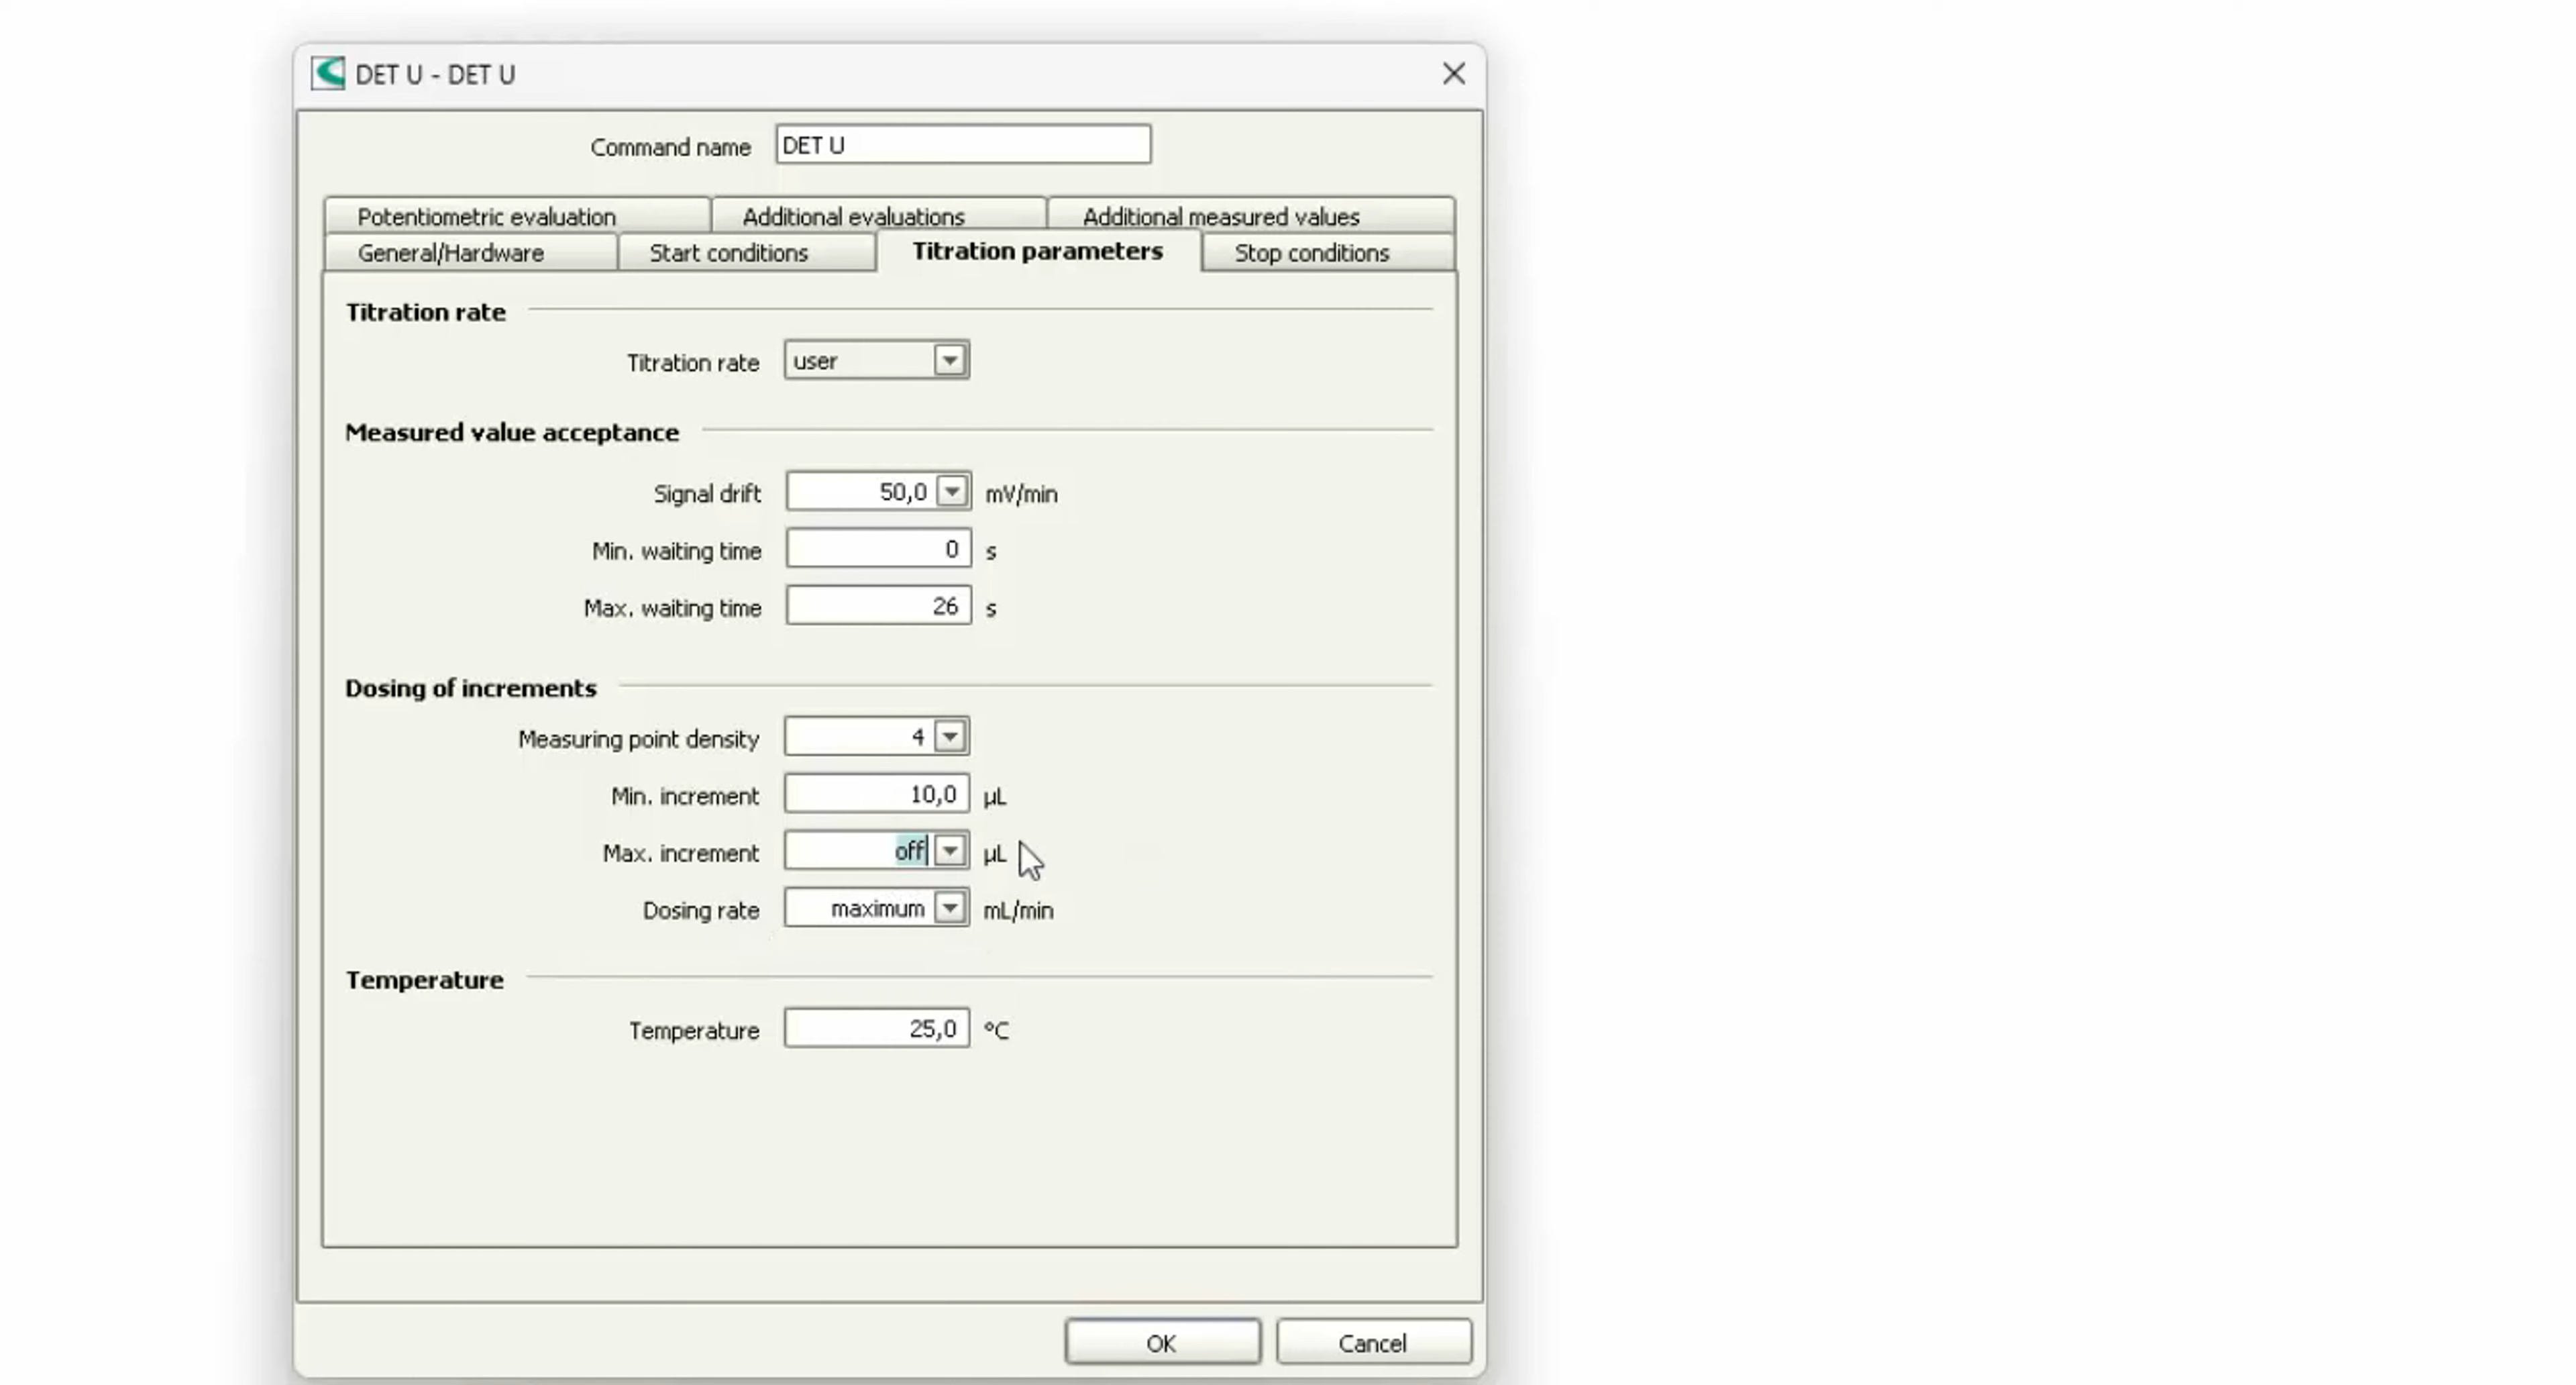 DET U - DET U
Command name DET U
Potentiometric evaluation Additional evaluations Additional measured values
General/Hardware Start conditions Titration parameters Stop conditions
Titration rate
Titration rate user
Measured value acceptance
Signal drift 50,0 mV/min
Min. waiting time 0 s
Max. waiting time 26 s
Dosing of increments
Measuring point density 4
Min. increment 10,0 µL
Max. increment off µL
Dosing rate maximum mL/min
Temperature
Temperature 25,0 °C
OK Cancel